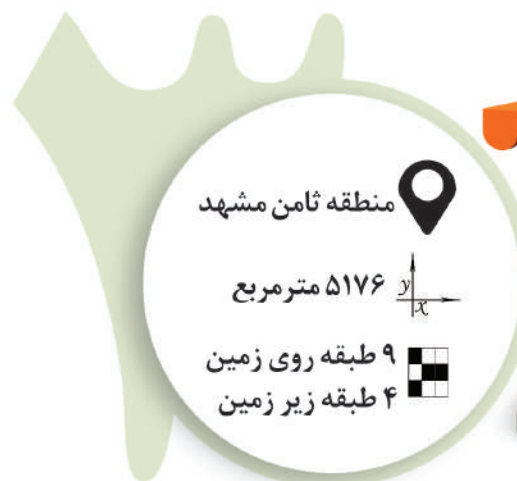 منطقه ثامن مشهد
۵۱۷۶ مترمربع
y
x
۹ طبقه روی زمین
۴ طبقه زیر زمین